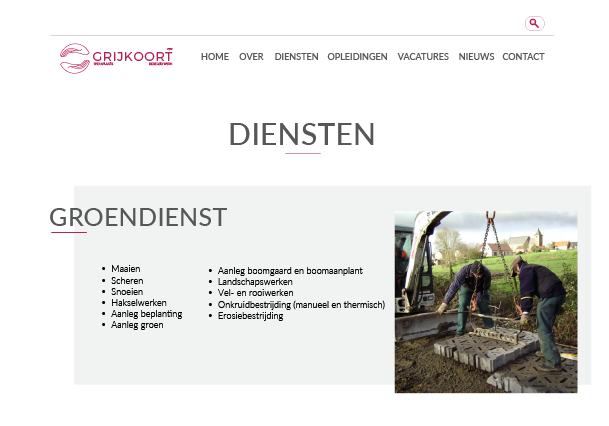 GRIJKOORT
HOME OVER DIENSTEN OPLEIDINGEN VACATURES NIEUWS CONTACT
DIENSTEN
GROENDIENST
• Maaien
• Scheren
• Snoeien
• Hakselwerken
• Aanleg beplanting
• Aanleg groen
• Aanleg boomgaard en boomaanplant
• Landschapswerken
• Vel- en rooiwerken
• Onkruidbestrijding (manueel en thermisch)
• Erosiebestrijding